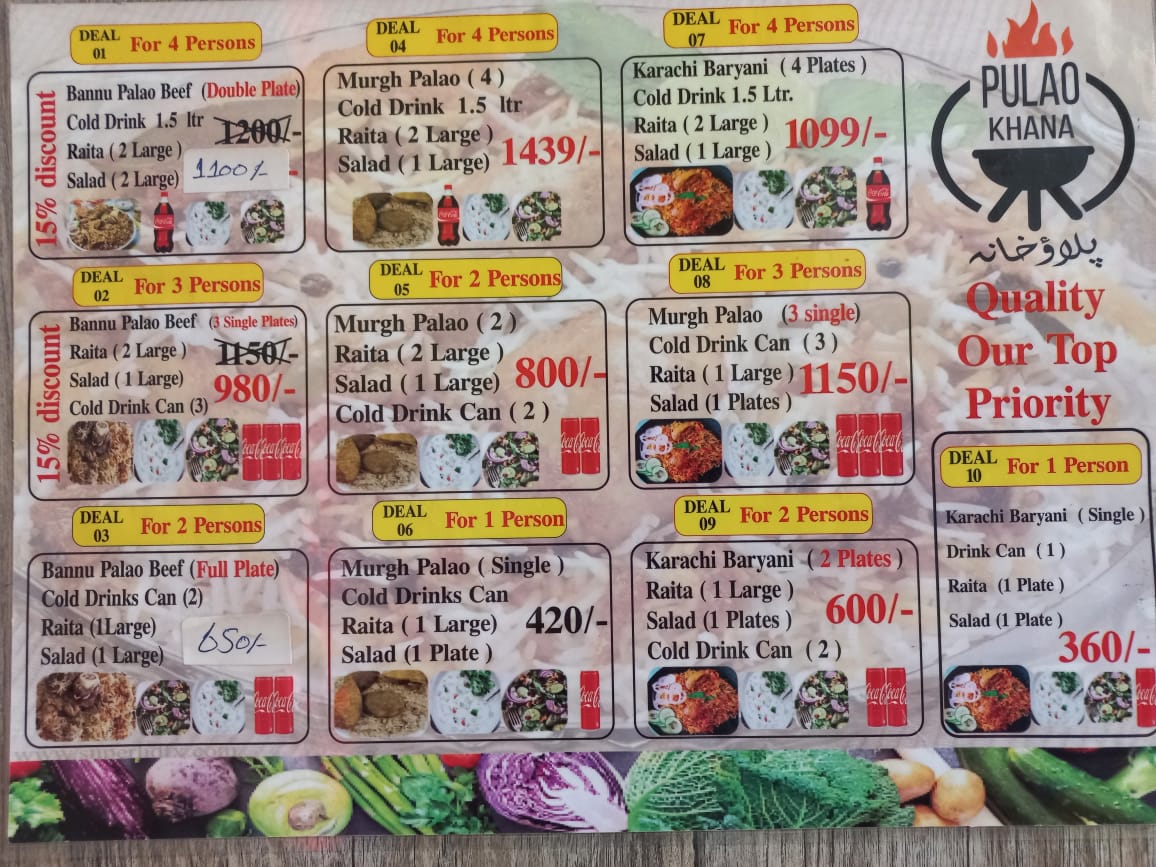 DEAL 01 For 4 Persons
15% discount
Bannu Palao Beef (Double Plate)
Cold Drink 1.5 ltr
1200/-
Raita ( 2 Large )
Salad ( 2 Large)
1100/-
DEAL 02 For 3 Persons
15% discount
Bannu Palao Beef (3 Single Plates)
Raita ( 2 Large )
1150/-
Salad ( 1 Large)
980/-
Cold Drink Can (3)
DEAL 03 For 2 Persons
Bannu Palao Beef (Full Plate)
Cold Drinks Can (2)
Raita (1Large)
Salad (1 Large)
650/-
DEAL 04 For 4 Persons
Murgh Palao ( 4 )
Cold Drink 1.5 ltr
Raita ( 2 Large )
Salad ( 1 Large)
1439/-
DEAL 05 For 2 Persons
Murgh Palao ( 2 )
Raita ( 2 Large )
Salad ( 1 Large)
800/-
Cold Drink Can ( 2 )
DEAL 06 For 1 Person
Murgh Palao ( Single )
Cold Drinks Can
Raita ( 1 Large)
420/-
Salad (1 Plate )
DEAL 07 For 4 Persons
Karachi Baryani ( 4 Plates )
Cold Drink 1.5 Ltr.
Raita ( 2 Large )
Salad ( 1 Large )
1099/-
DEAL 08 For 3 Persons
Murgh Palao (3 single)
Cold Drink Can ( 3 )
Raita ( 1 Large )
1150/-
Salad (1 Plates )
DEAL 09 For 2 Persons
Karachi Baryani ( 2 Plates )
Raita ( 1 Large )
Salad ( 1 Plates )
600/-
Cold Drink Can ( 2 )
PULAO
KHANA
پلاؤ خانہ
Quality
Our Top
Priority
DEAL 10 For 1 Person
Karachi Baryani ( Single )
Drink Can ( 1 )
Raita (1 Plate )
Salad (1 Plate )
360/-